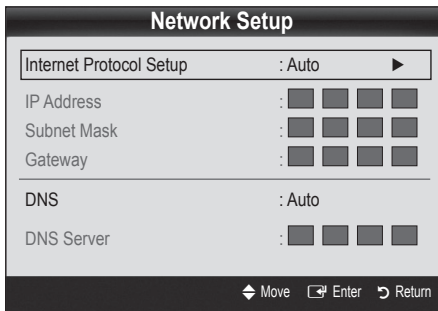 Network Setup
Internet Protocol Setup : Auto ▶
IP Address :
Subnet Mask :
Gateway :
DNS : Auto
DNS Server :
Move Enter Return